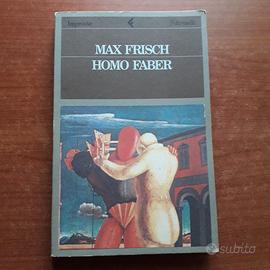 Impronte Feltrinelli
MAX FRISCH
HOMO FABER
subito